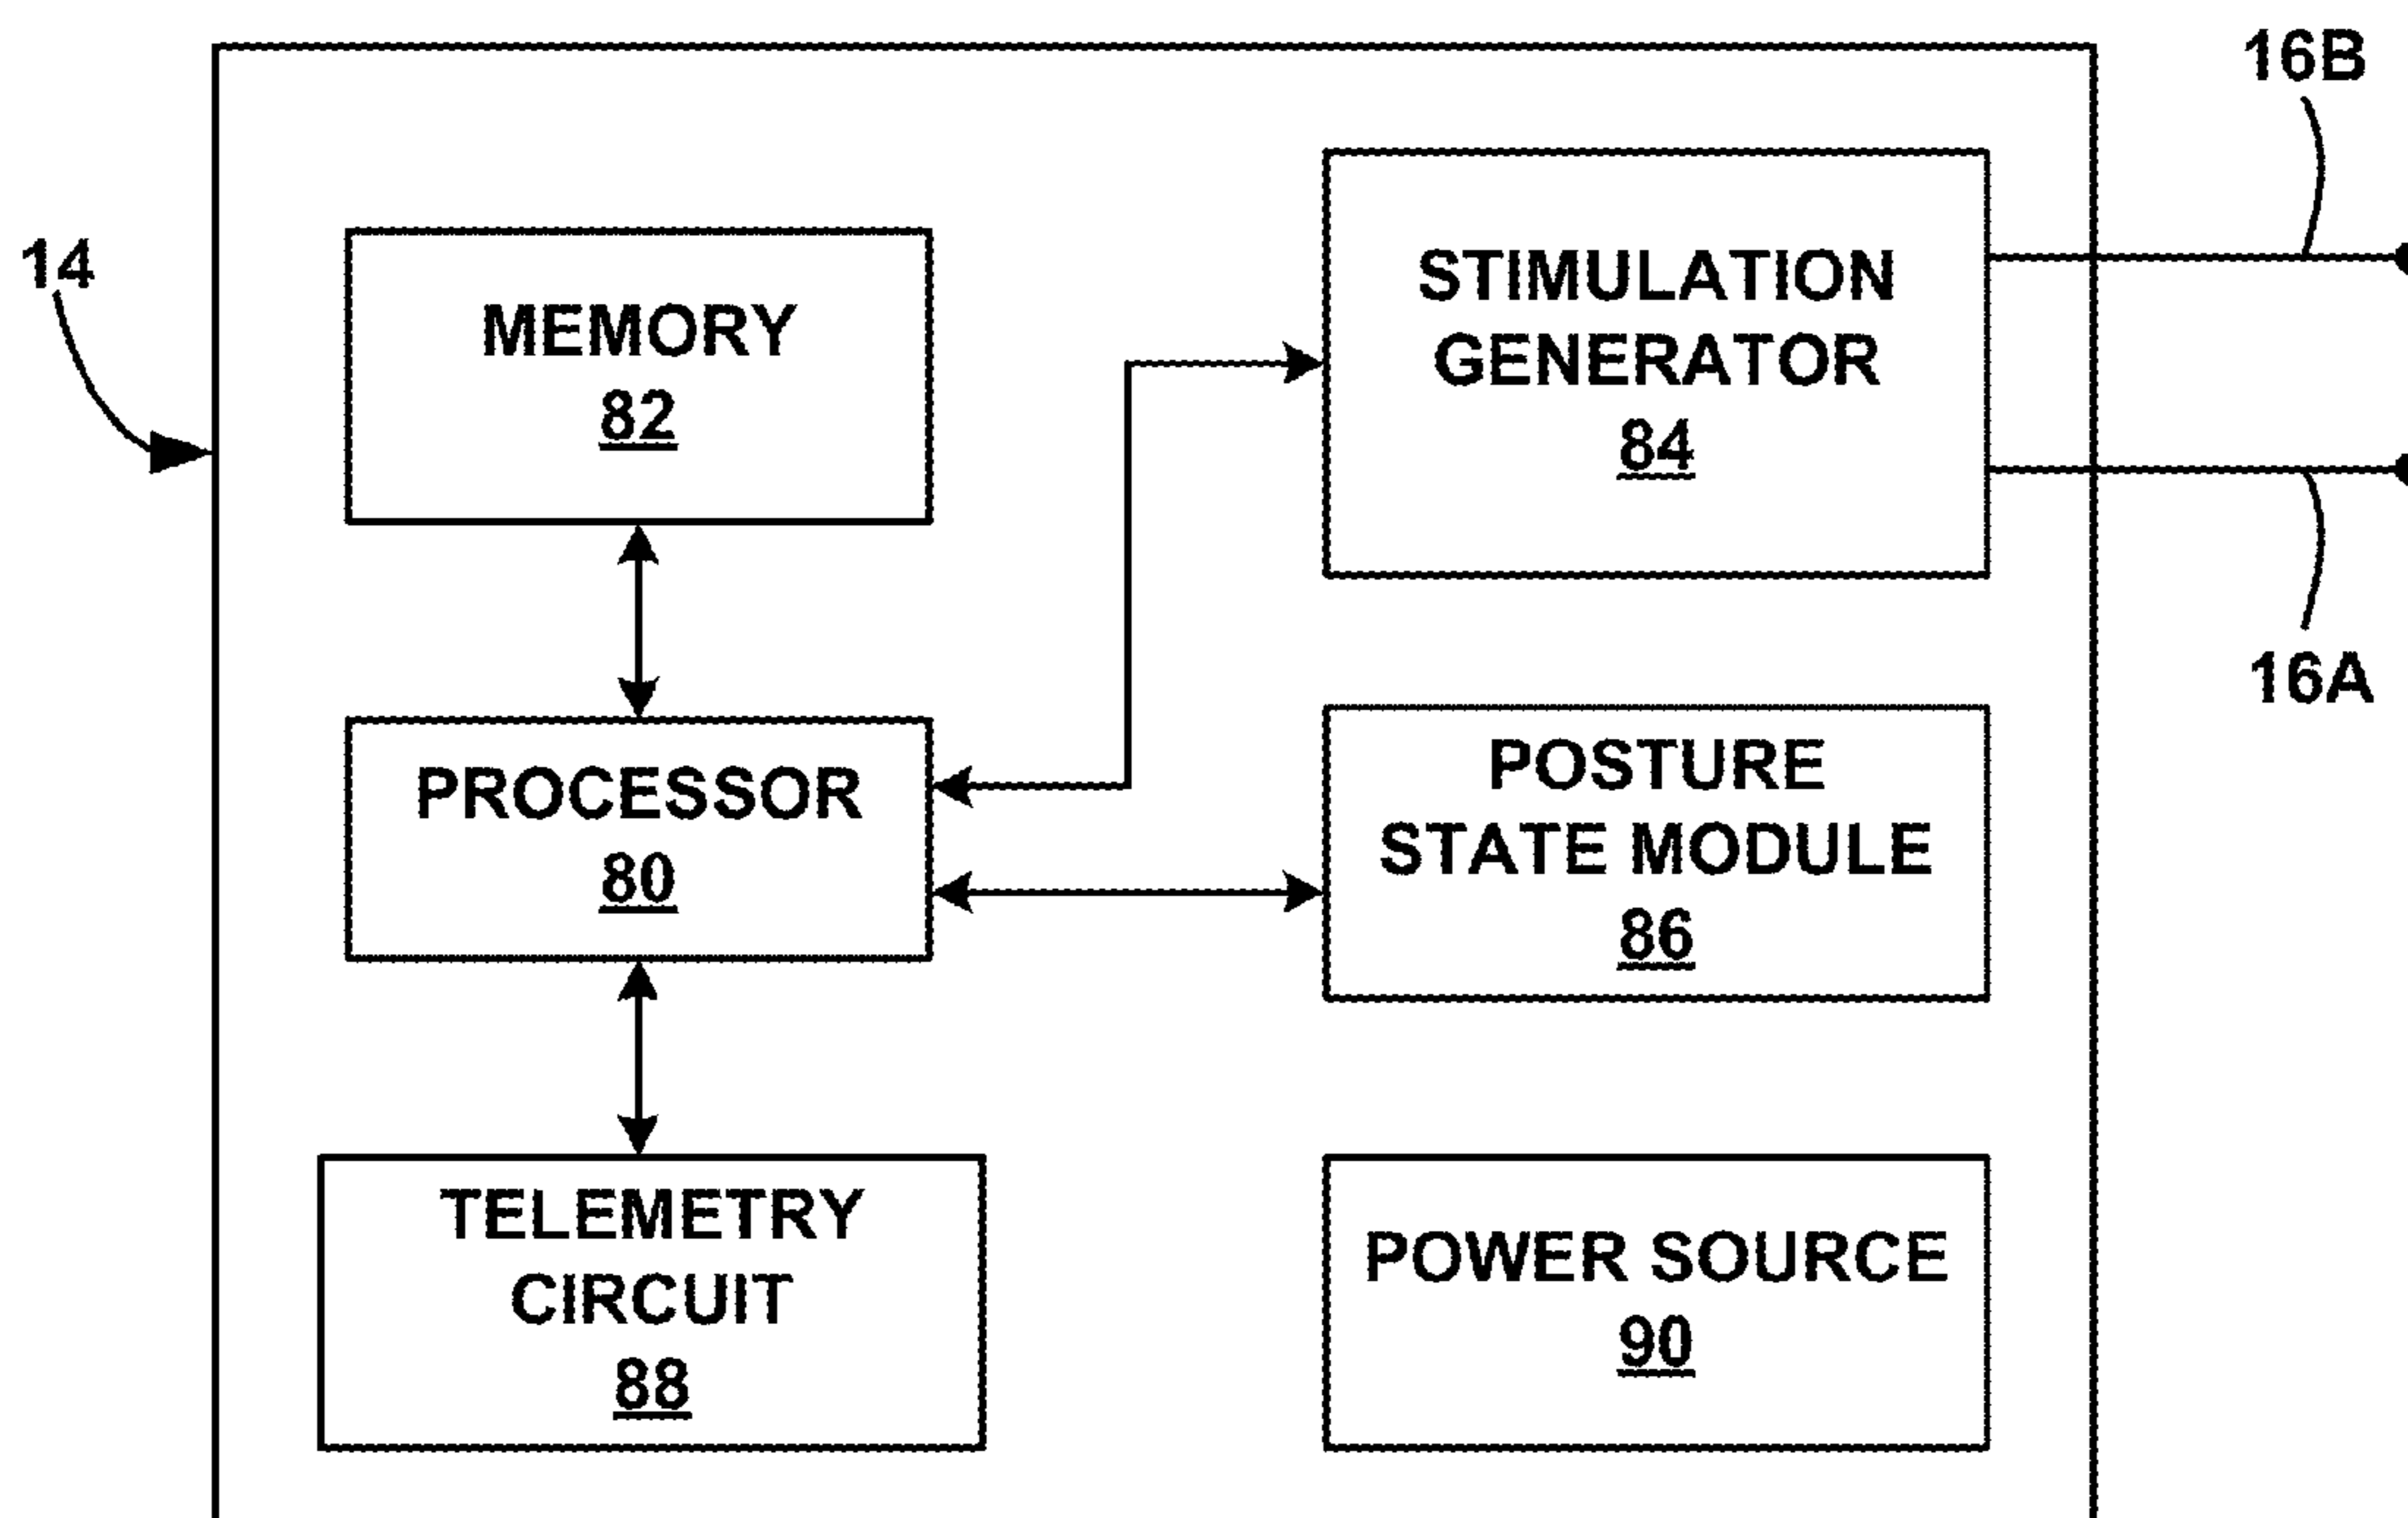 16B
14
MEMORY
82
STIMULATION
GENERATOR
84
16A
PROCESSOR
80
POSTURE
STATE MODULE
86
TELEMETRY
CIRCUIT
88
POWER SOURCE
90